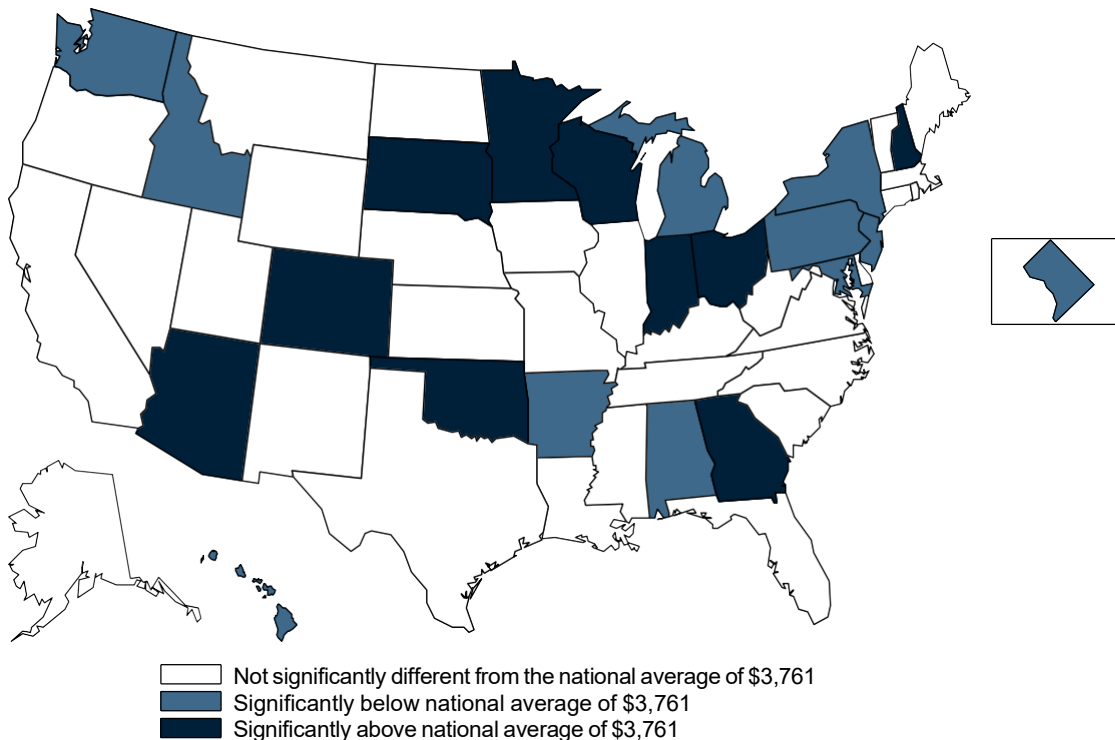 Not significantly different from the national average of $3,761
Significantly below national average of $3,761
Significantly above national average of $3,761